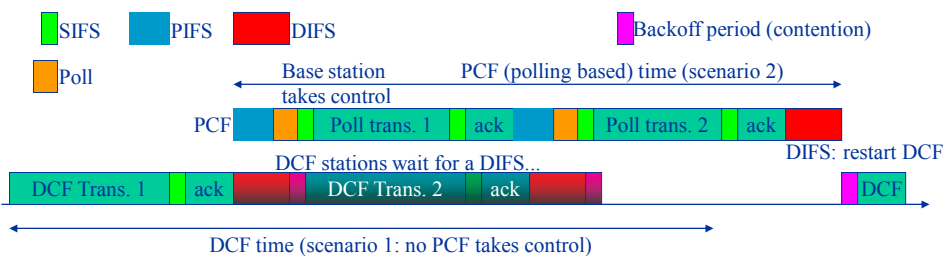 SIFS PIFS DIFS Backoff period (contention)
Poll
Base station PCF (polling based) time (scenario 2)
takes control
PCF Poll trans. 1 ack Poll trans. 2 ack
DIFS: restart DCF
DCF stations wait for a DIFS...
DCF Trans. 1 ack DCF Trans. 2 ack DCF
DCF time (scenario 1: no PCF takes control)